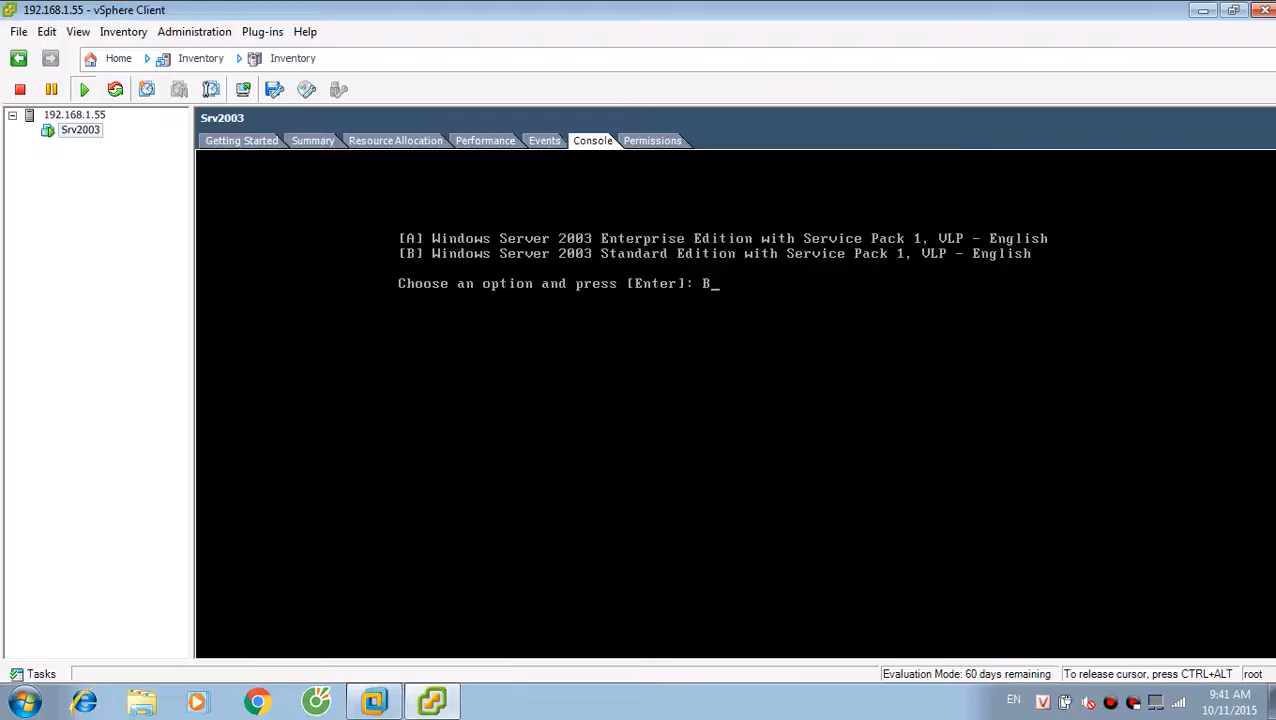 192.168.1.55 - vSphere Client
File Edit View Inventory Administration Plug-ins Help
Home Inventory Inventory
192.168.1.55
Srv2003
Srv2003
Getting Started Summary Resource Allocation Performance Events Console Permissions
[A] Windows Server 2003 Enterprise Edition with Service Pack 1, VLP - English
[B] Windows Server 2003 Standard Edition with Service Pack 1, VLP - English
Choose an option and press [Enter]: B_
Tasks Evaluation Mode: 60 days remaining To release cursor, press CTRL+ALT root
EN 9:41 AM
10/11/2015